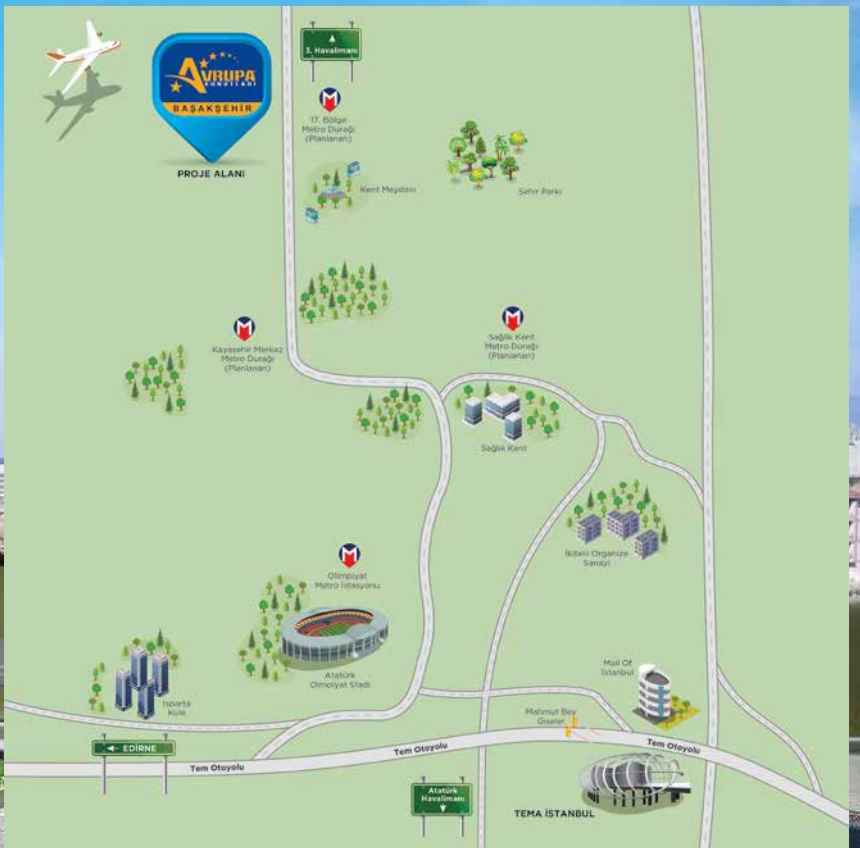 AVRUPA
KONUTLARI
BAŞAKŞEHİR
PROJE ALANI
3. Havalimanı
17. Bölge
Metro Durağı
(Planlanan)
Kent Meydanı
Şehir Parkı
Kayaşehir Merkez
Metro Durağı
(Planlanan)
Sağlık Kent
Metro Durağı
(Planlanan)
Sağlık Kent
İkitelli Organize
Sanayi
Olimpiyat
Metro İstasyonu
Atatürk
Olimpiyat Stadı
Isparta
Kule
Mall Of
İstanbul
Mahmut Bey
Gişeler
EDİRNE
Tem Otoyolu
Tem Otoyolu
Tem Otoyolu
Atatürk
Havalimanı
TEMA İSTANBUL